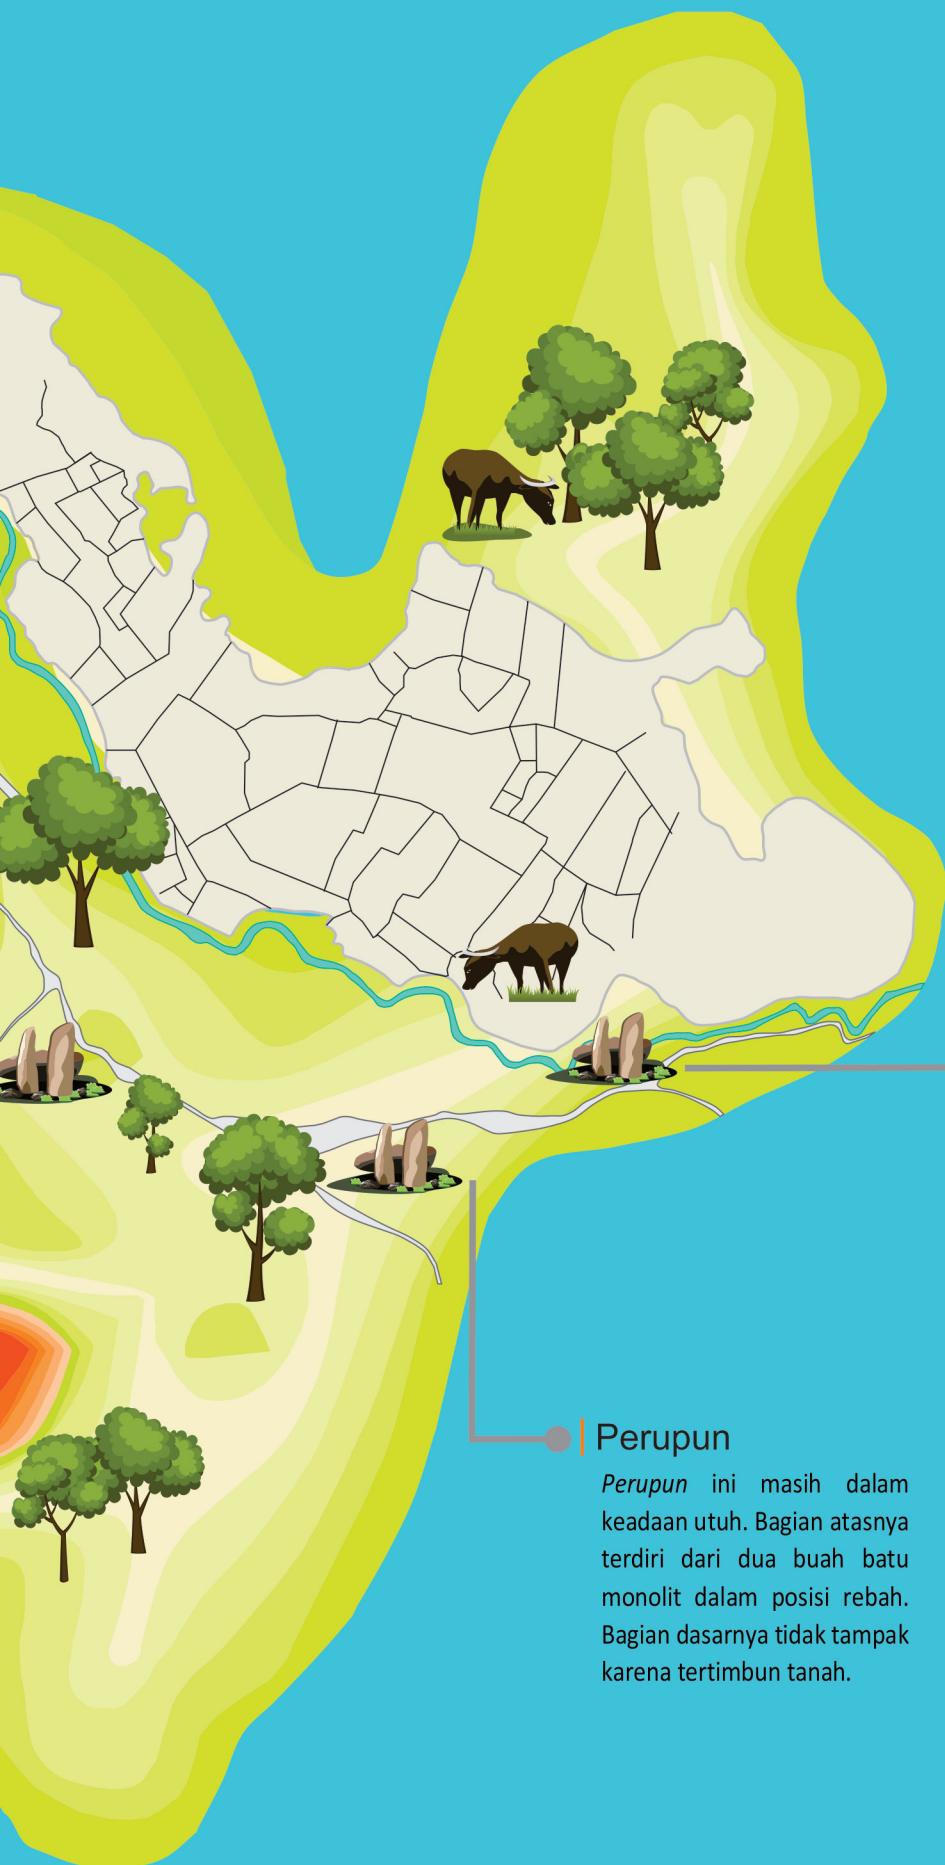 Perupun
Perupun ini masih dalam
keadaan utuh. Bagian atasnya
terdiri dari dua buah batu
monolit dalam posisi rebah.
Bagian dasarnya tidak tampak
karena tertimbun tanah.